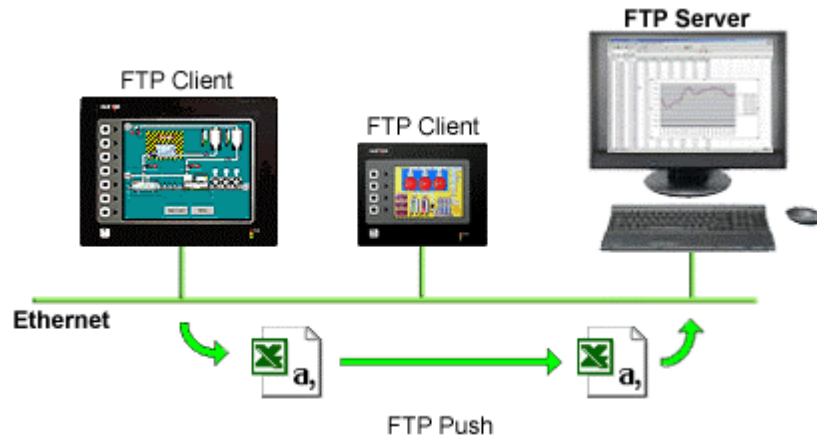 FTP Server
FTP Client
FTP Client
Ethernet
a,
a,
FTP Push